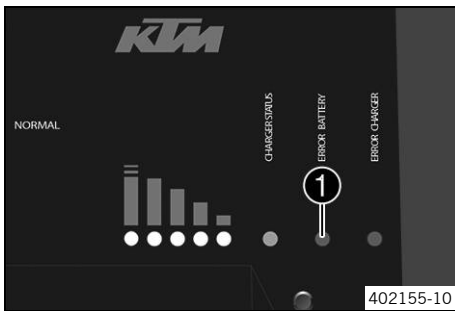 KTM
NORMAL
CHARGER STATUS
ERROR BATTERY
ERROR CHARGER
1
402155-10